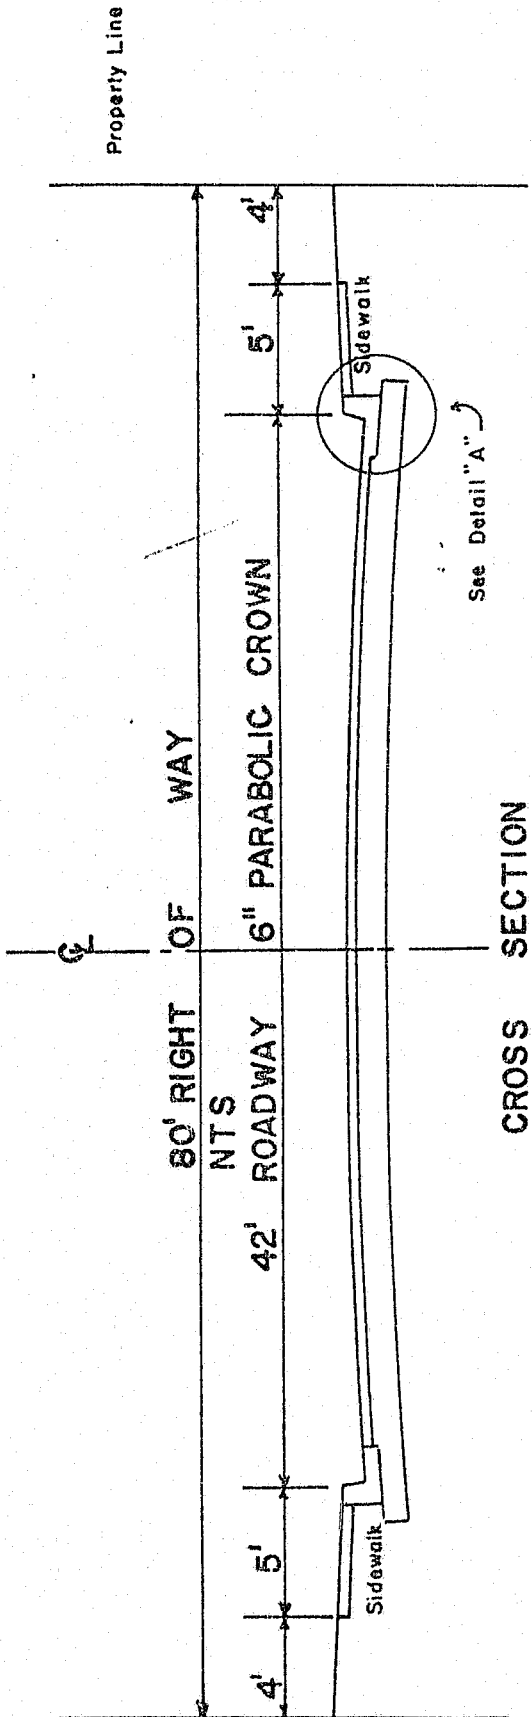 Property Line
℄
80' RIGHT OF WAY
NTS
42' ROADWAY 6" PARABOLIC CROWN
4' 5' 5' 4'
Sidewalk Sidewalk
See Detail "A"
CROSS SECTION